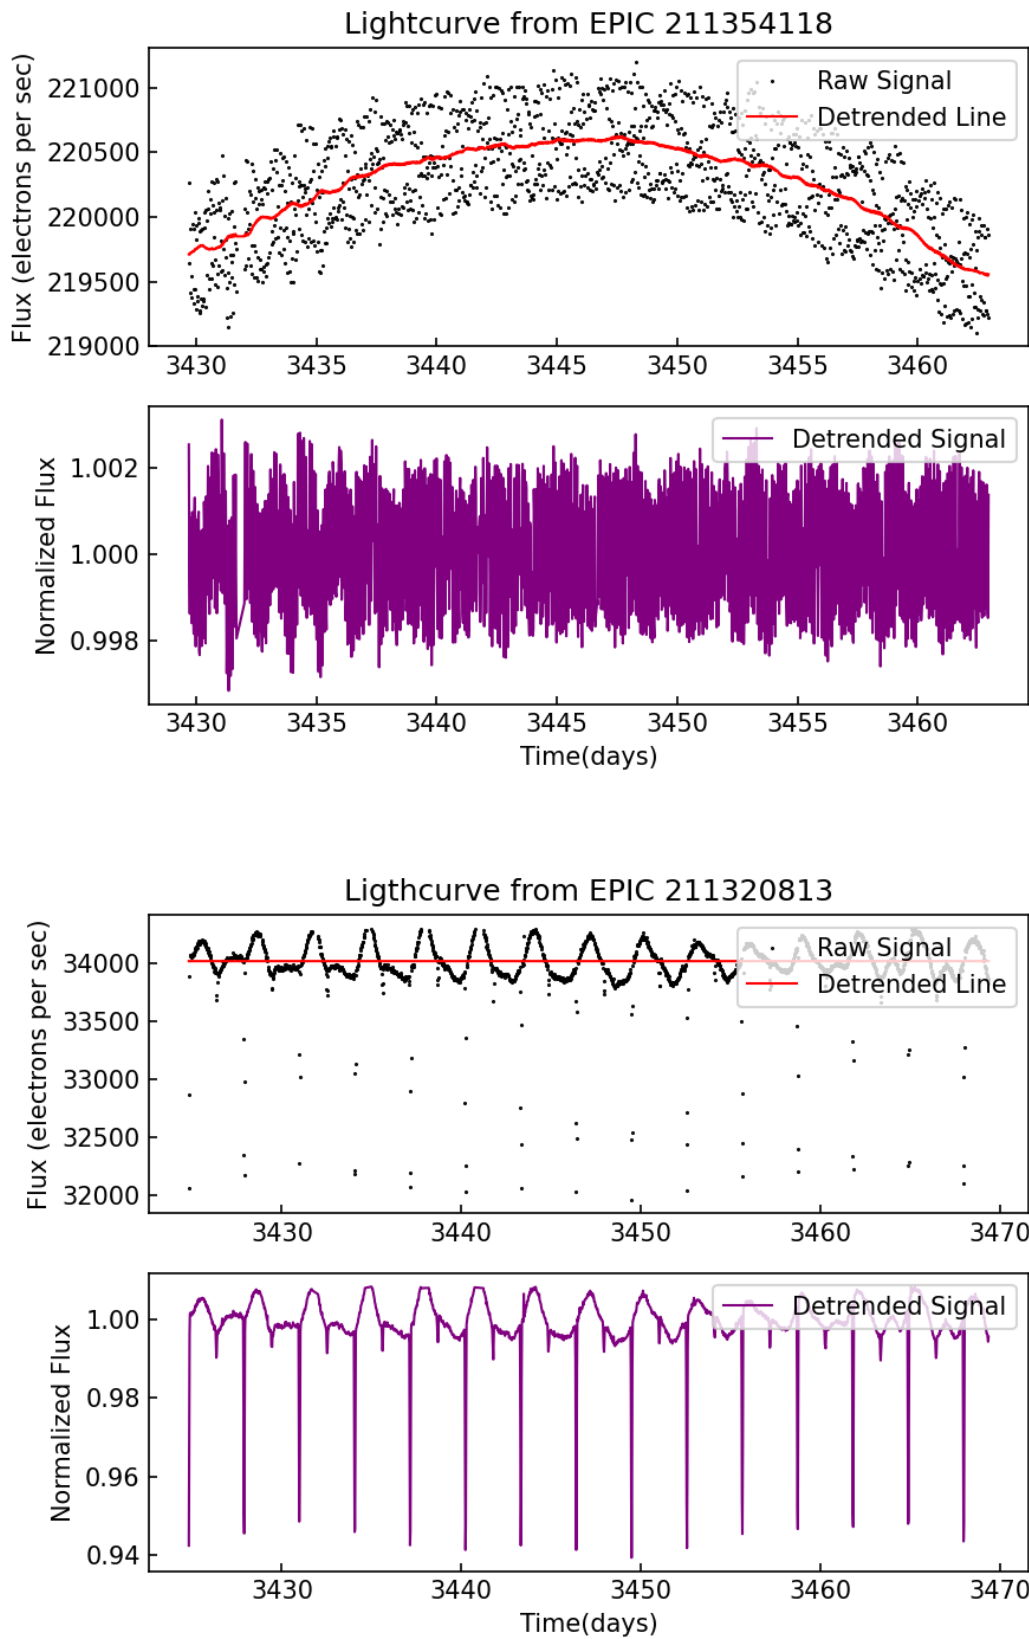 Lightcurve from EPIC 211354118
Flux (electrons per sec)
221000
220500
220000
219500
219000
Raw Signal
Detrended Line
3430 3435 3440 3445 3450 3455 3460
Normalized Flux
1.002
1.000
0.998
Detrended Signal
3430 3435 3440 3445 3450 3455 3460
Time(days)
Ligthcurve from EPIC 211320813
Flux (electrons per sec)
34000
33500
33000
32500
32000
Raw Signal
Detrended Line
3430 3440 3450 3460 3470
Normalized Flux
1.00
0.98
0.96
0.94
Detrended Signal
3430 3440 3450 3460 3470
Time(days)